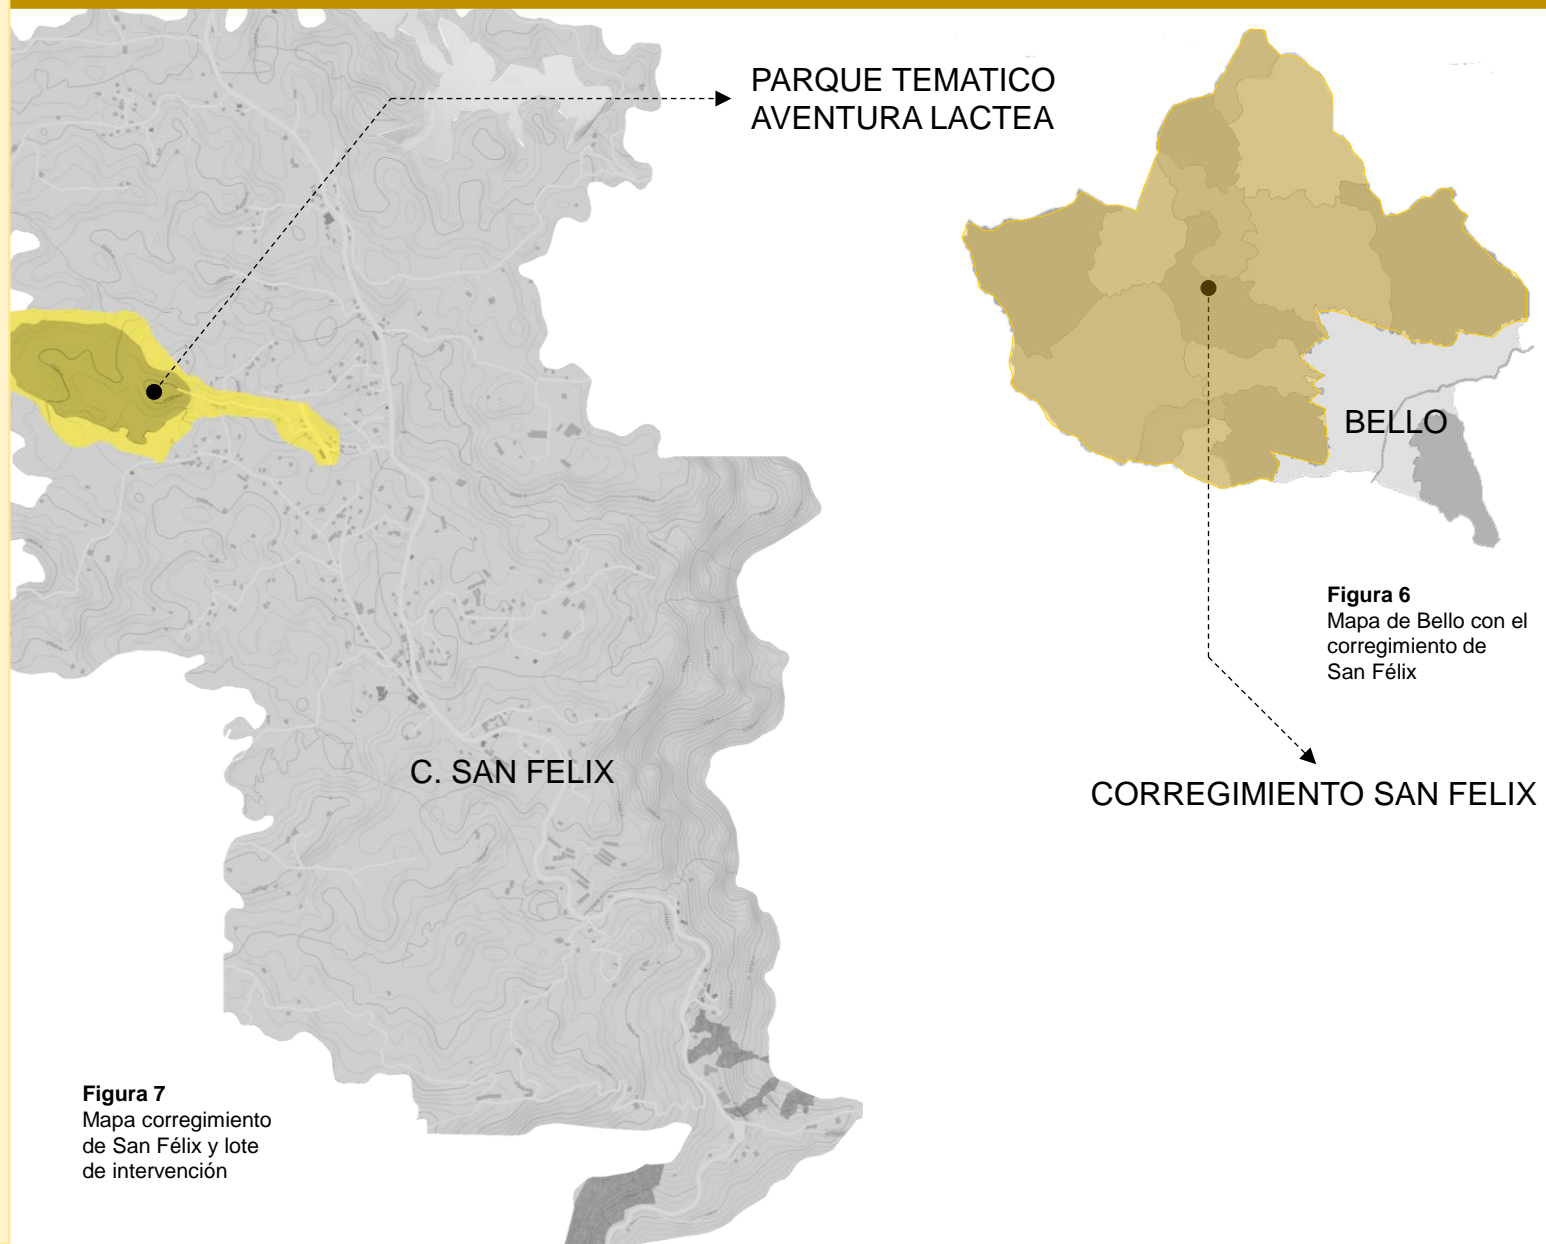 PARQUE TEMATICO
AVENTURA LACTEA
BELLO
Figura 6
Mapa de Bello con el
corregimiento de
San Félix
C. SAN FELIX
CORREGIMIENTO SAN FELIX
Figura 7
Mapa corregimiento
de San Félix y lote
de intervención